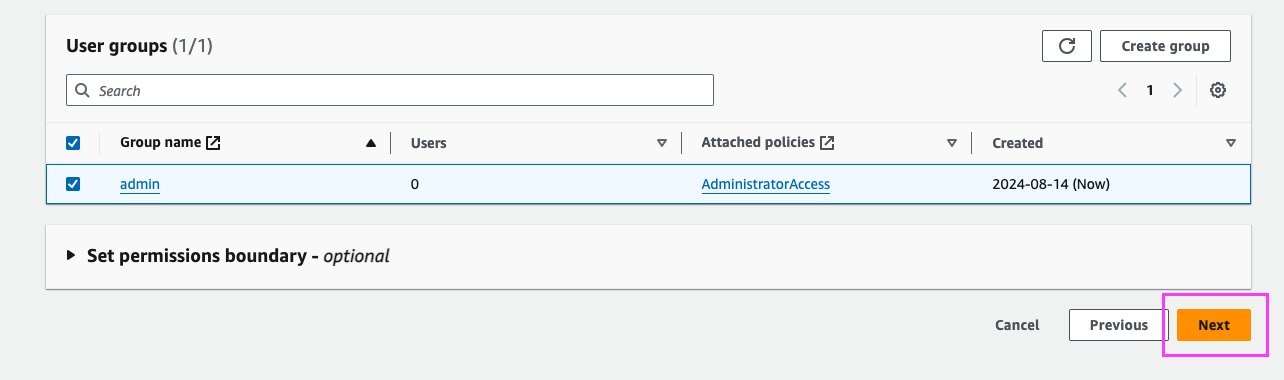 User groups (1/1)
Create group
Search
1
Group name Users Attached policies Created
admin 0 AdministratorAccess 2024-08-14 (Now)
Set permissions boundary - optional
Cancel Previous Next